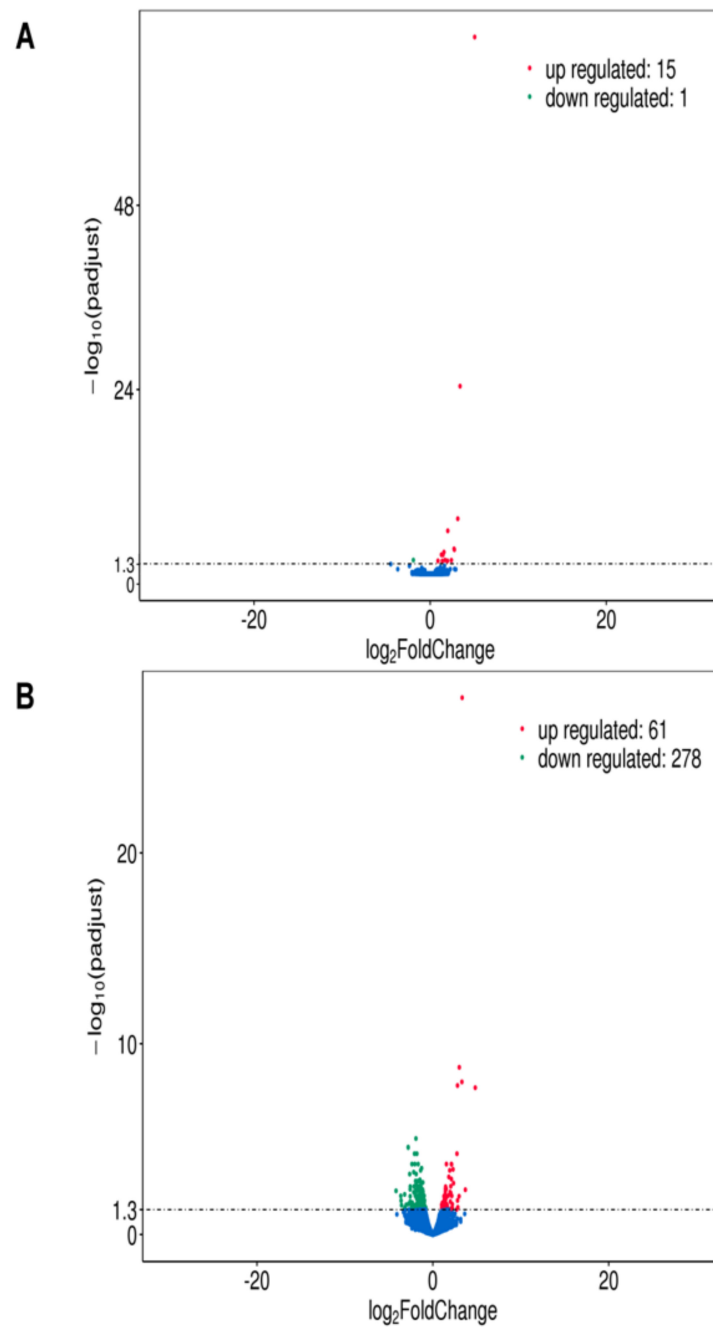 A
up regulated: 15
down regulated: 1
48
24
1.3
0
−log₁₀(padjust)
-20 0 20
log₂FoldChange
B
up regulated: 61
down regulated: 278
20
10
1.3
0
−log₁₀(padjust)
-20 0 20
log₂FoldChange